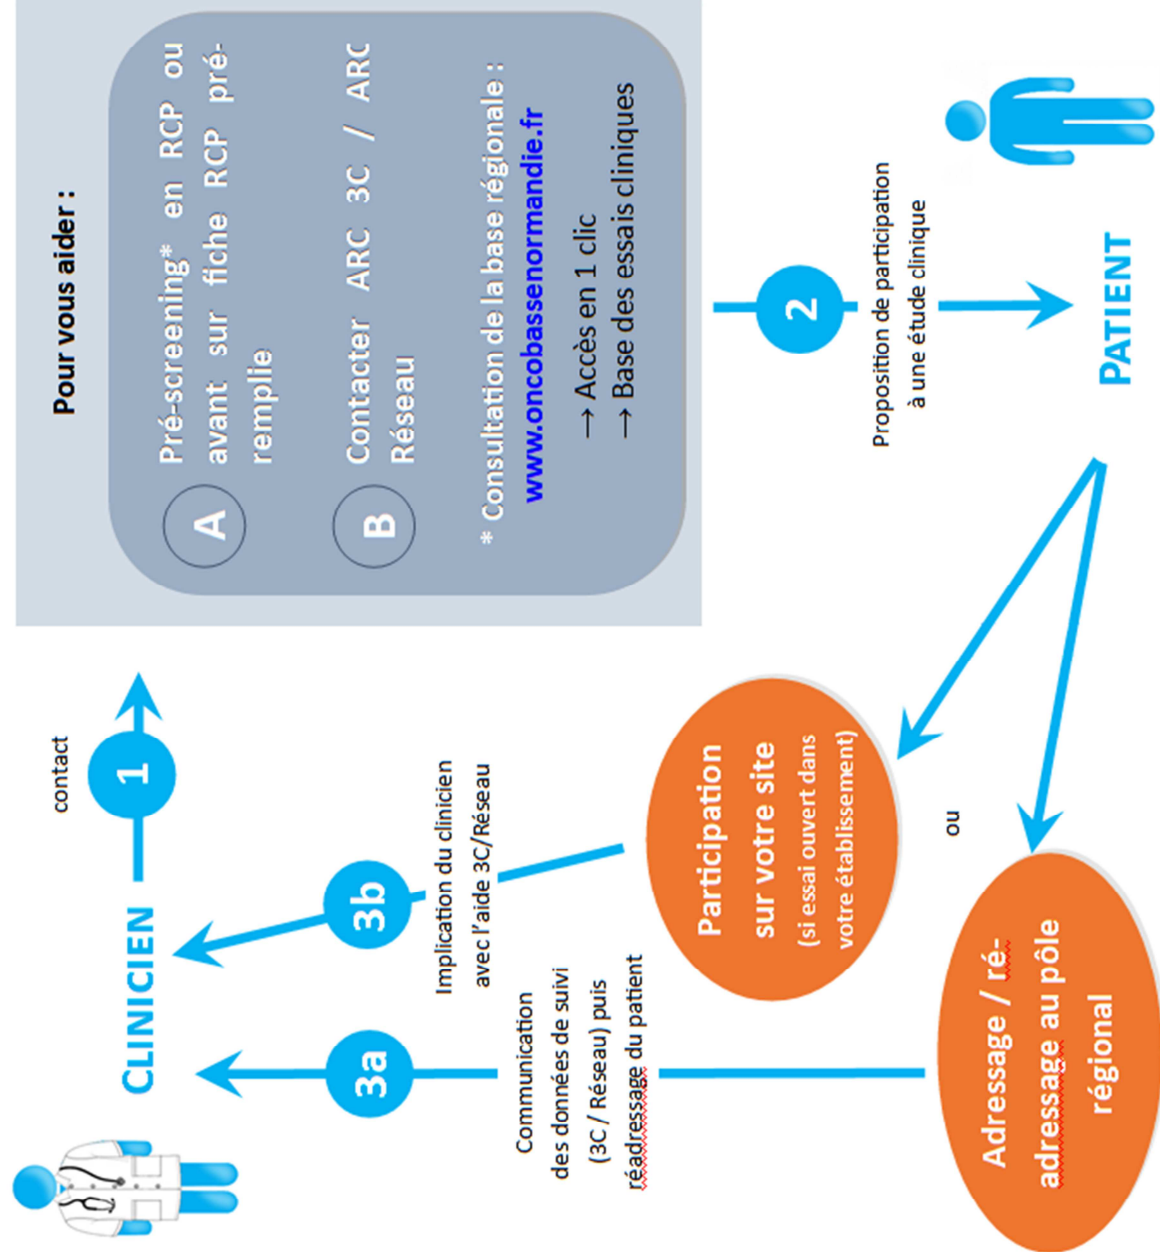 CLINICIEN
contact
1
Pour vous aider :
A
Pré-screening* en RCP ou
avant sur fiche RCP pré-
remplie
B
Contacter ARC 3C / ARC
Réseau
* Consultation de la base régionale :
www.oncobassenormandie.fr
→ Accès en 1 clic
→ Base des essais cliniques
2
Proposition de participation
à une étude clinique
PATIENT
3a
Communication
des données de suivi
(3C / Réseau) puis
réadressage du patient
3b
Implication du clinicien
avec l’aide 3C/Réseau
Participation
sur votre site
(si essai ouvert dans
votre établissement)
ou
Adressage / ré-
adressage au pôle
régional